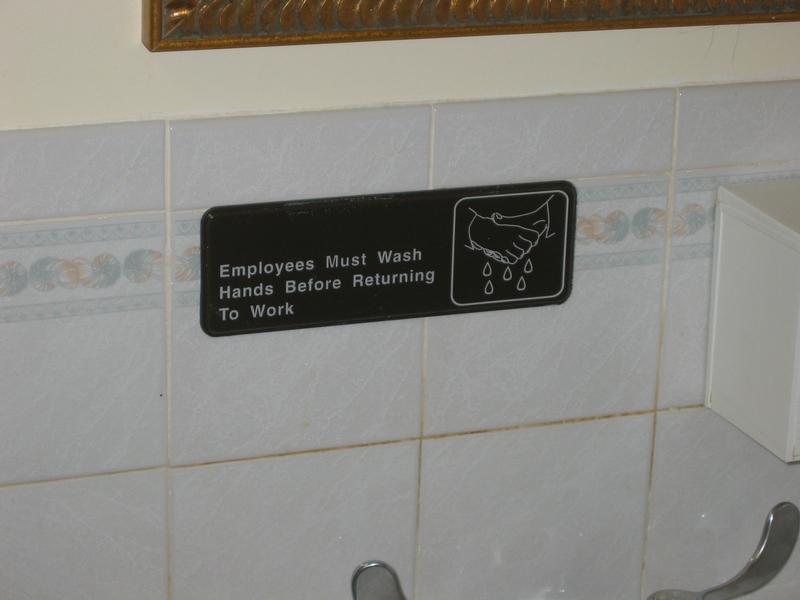 Employees Must Wash
Hands Before Returning
To Work